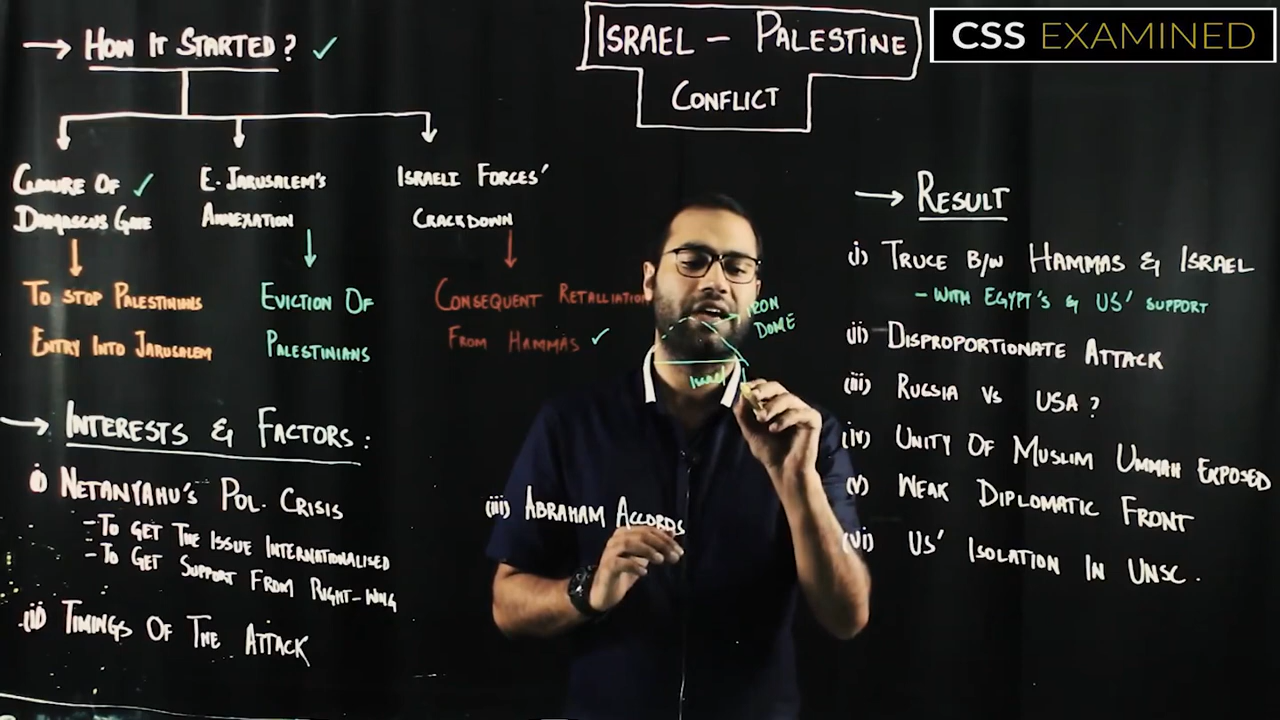 CSS EXAMINED
ISRAEL - PALESTINE
CONFLICT
→ HOW IT STARTED? ✓
CLOSURE OF ✓
DAMASCUS GATE
TO STOP PALESTINIANS
ENTRY INTO JARUSALEM
E-JARUSALEM'S
ANNEXATION
EVICTION OF
PALESTINIANS
ISRAELI FORCES'
CRACKDOWN
CONSEQUENT RETALLIATION
FROM HAMMAS ✓
IRON
DOME
Israel
→ INTERESTS & FACTORS:
(i) NETANYAHU'S POL. CRISIS
- TO GET THE ISSUE INTERNATIONALISED
- TO GET SUPPORT FROM RIGHT-WING
(ii) TIMINGS OF THE ATTACK
(iii) ABRAHAM ACCORDS
→ RESULT
(i) TRUCE B/W HAMMAS & ISRAEL
- WITH EGYPT'S & US' SUPPORT
(ii) DISPROPORTIONATE ATTACK
(iii) RUSSIA VS USA?
(iv) UNITY OF MUSLIM UMMAH EXPOSED
(v) WEAK DIPLOMATIC FRONT
(vi) US' ISOLATION IN UNSC.